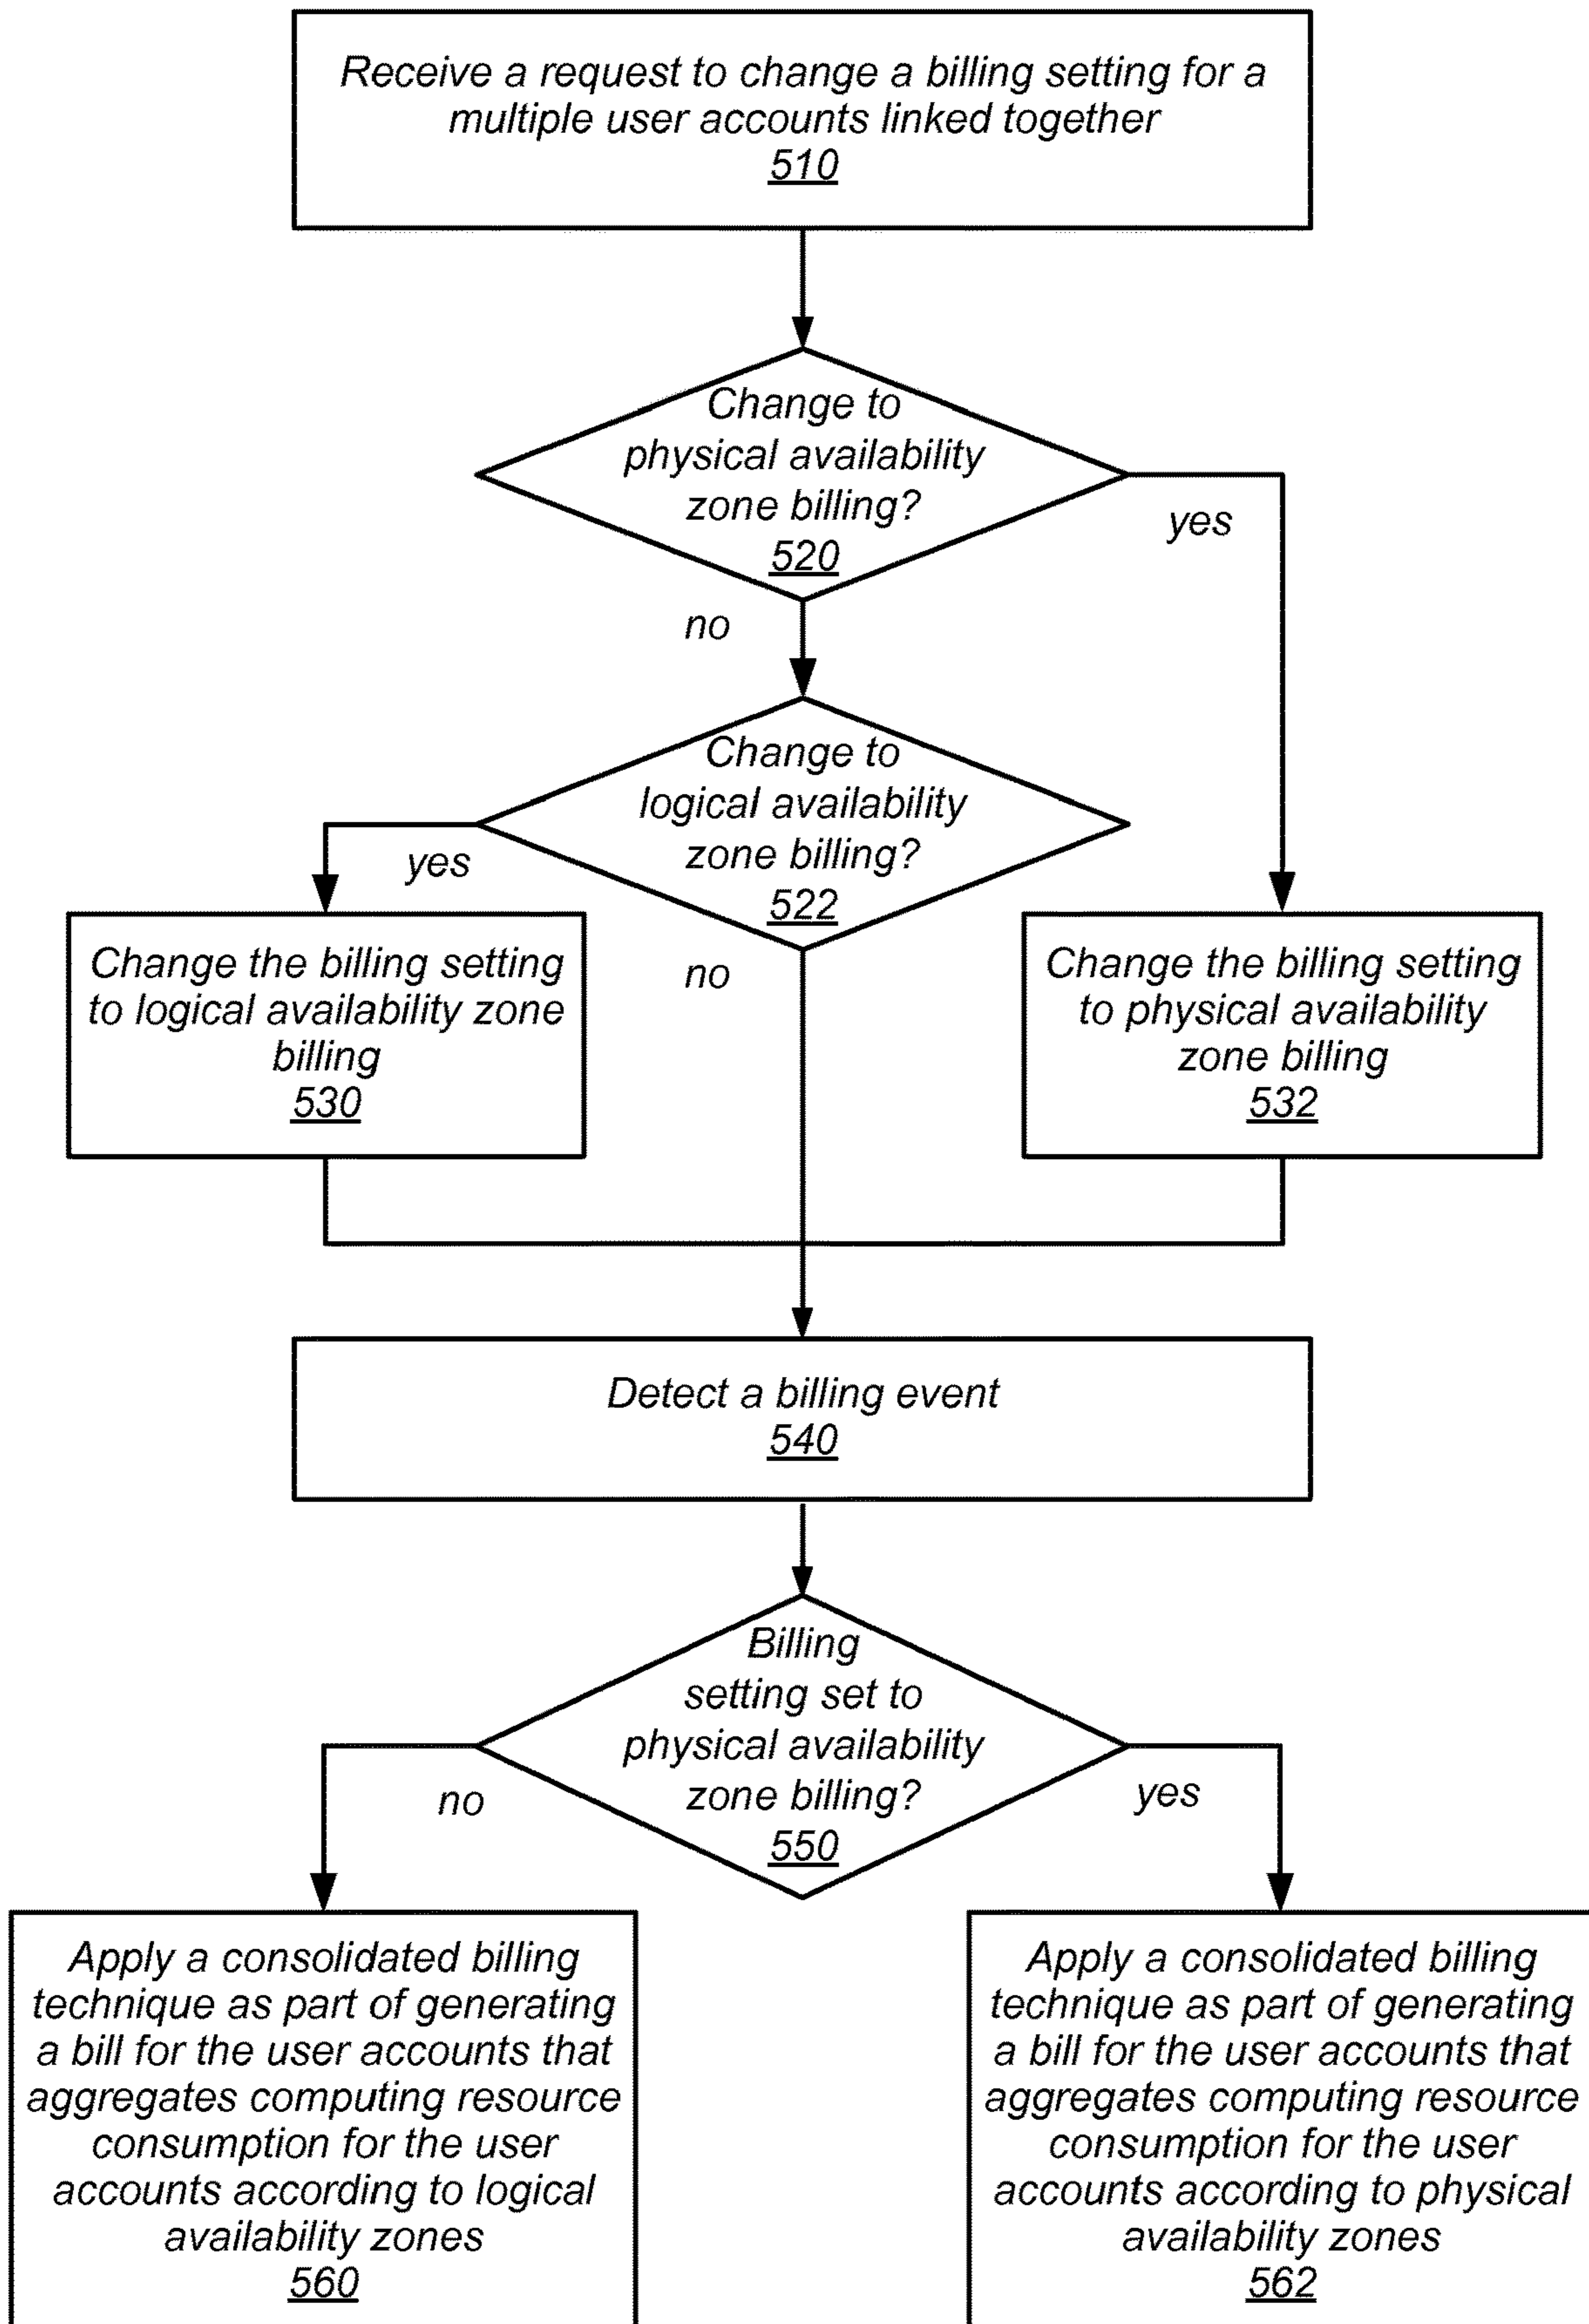 Receive a request to change a billing setting for a
multiple user accounts linked together
510
Change to
physical availability
zone billing?
520
yes
no
Change to
logical availability
zone billing?
522
yes
no
Change the billing setting
to logical availability zone
billing
530
Change the billing setting
to physical availability
zone billing
532
Detect a billing event
540
Billing
setting set to
physical availability
zone billing?
550
no
yes
Apply a consolidated billing
technique as part of generating
a bill for the user accounts that
aggregates computing resource
consumption for the user
accounts according to logical
availability zones
560
Apply a consolidated billing
technique as part of generating
a bill for the user accounts that
aggregates computing resource
consumption for the user
accounts according to physical
availability zones
562